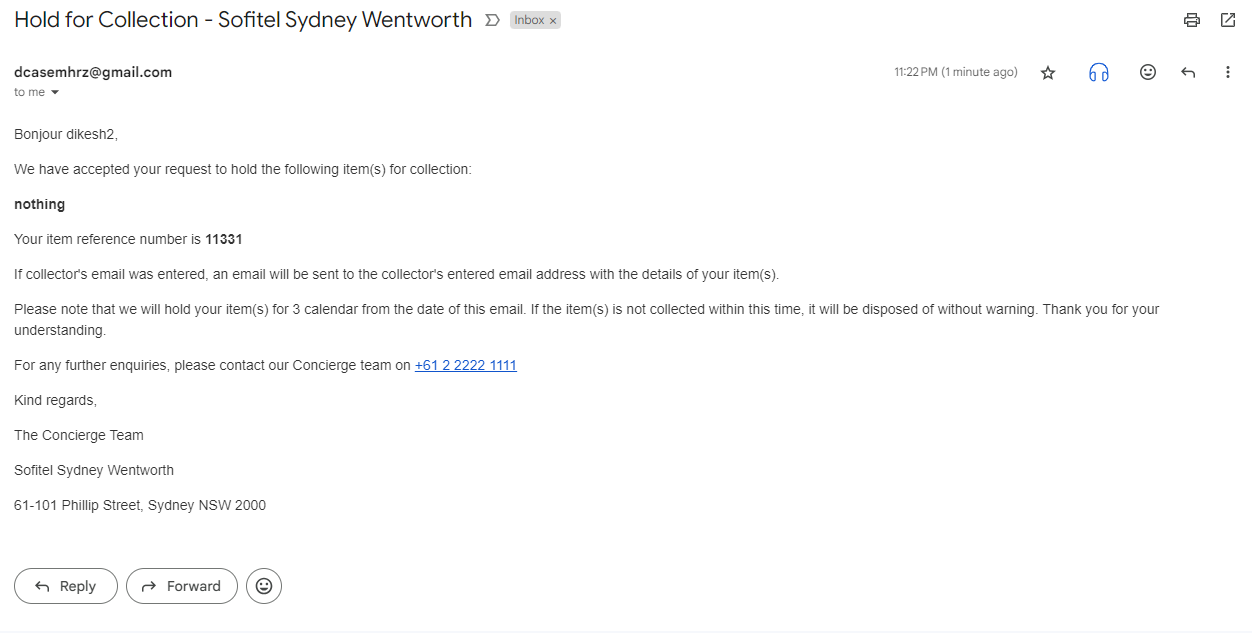 Hold for Collection - Sofitel Sydney Wentworth
Inbox ×
dcasemhrz@gmail.com
11:22 PM (1 minute ago)
to me
Bonjour dikesh2,
We have accepted your request to hold the following item(s) for collection:
nothing
Your item reference number is 11331
If collector's email was entered, an email will be sent to the collector's entered email address with the details of your item(s).
Please note that we will hold your item(s) for 3 calendar from the date of this email. If the item(s) is not collected within this time, it will be disposed of without warning. Thank you for your
understanding.
For any further enquiries, please contact our Concierge team on +61 2 2222 1111
Kind regards,
The Concierge Team
Sofitel Sydney Wentworth
61-101 Phillip Street, Sydney NSW 2000
Reply
Forward